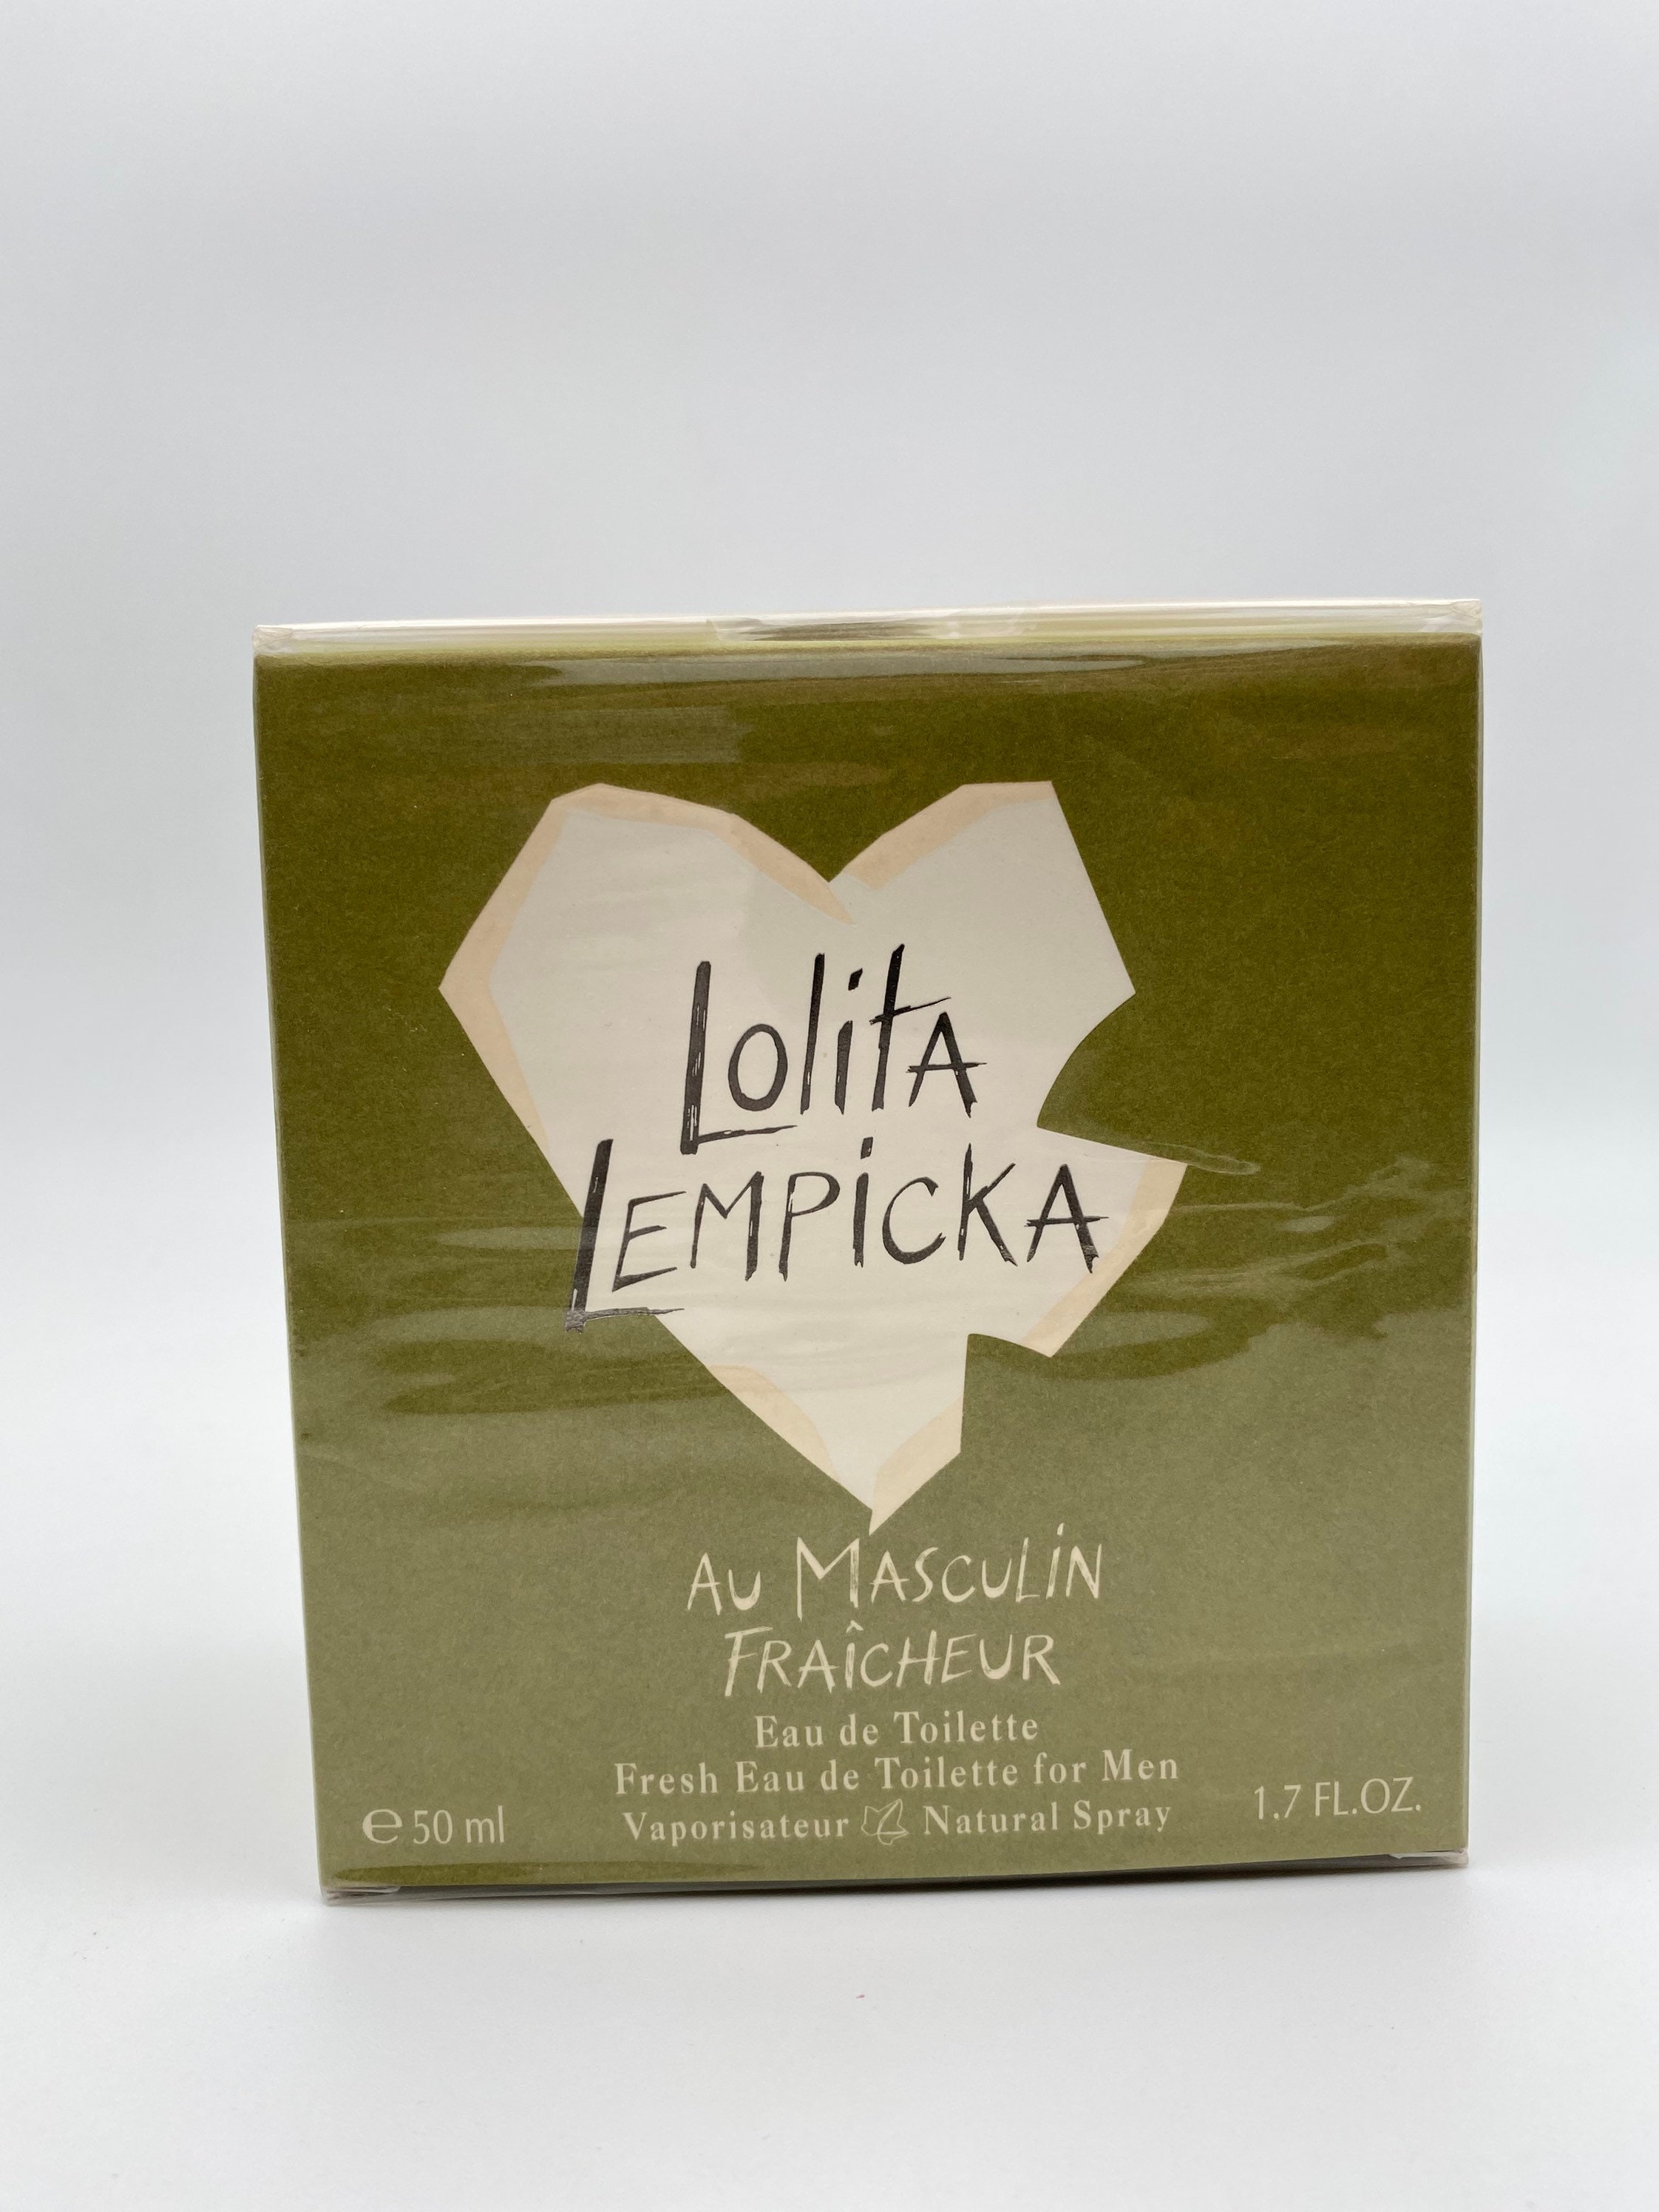 Lolita
Lempicka
Au Masculin
Fraîcheur
Eau de Toilette
Fresh Eau de Toilette for Men
Vaporisateur Natural Spray
℮ 50 ml
1.7 FL.OZ.